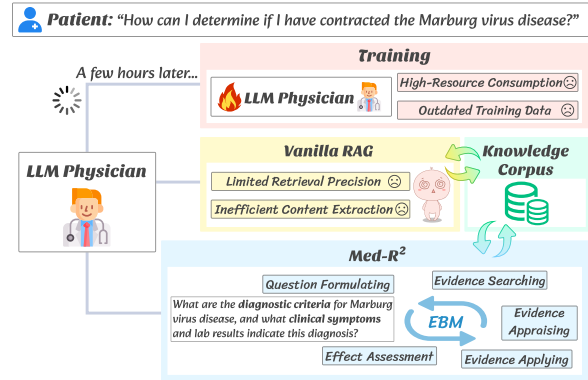 Patient: “How can I determine if I have contracted the Marburg virus disease?”
A few hours later...
Training
LLM Physician
High-Resource Consumption
Outdated Training Data
LLM Physician
Vanilla RAG
Limited Retrieval Precision
Inefficient Content Extraction
Knowledge
Corpus
Med-R²
Question Formulating
Evidence Searching
What are the diagnostic criteria for Marburg
virus disease, and what clinical symptoms
and lab results indicate this diagnosis?
EBM
Evidence
Appraising
Effect Assessment
Evidence Applying